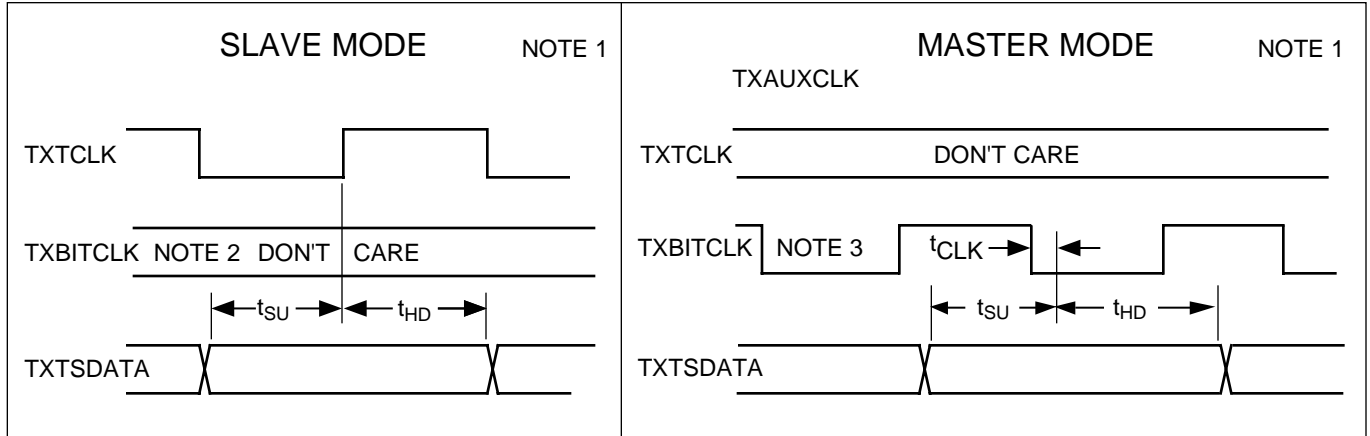 SLAVE MODE NOTE 1
TXTCLK
TXBITCLK NOTE 2 DON'T CARE
tSU tHD
TXTSDATA
MASTER MODE NOTE 1
TXAUXCLK
TXTCLK DON'T CARE
TXBITCLK NOTE 3 tCLK
tSU tHD
TXTSDATA